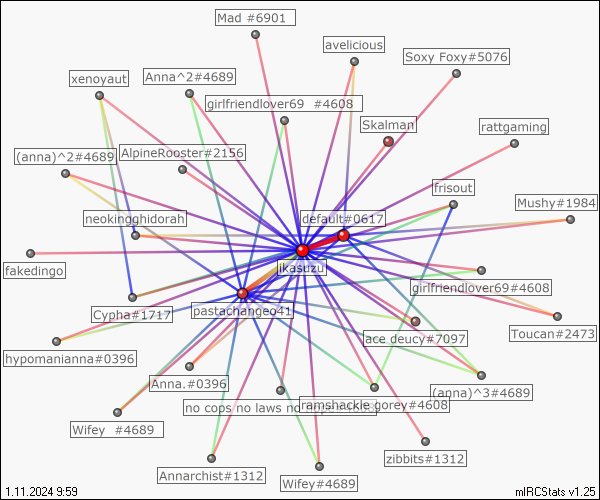 Mad #6901
avelicious
Soxy Foxy#5076
xenoyaut
Anna^2#4689
girlfriendlover69 #4608
Skalman
rattgaming
(anna)^2#4689
AlpineRooster#2156
frisout
Mushy#1984
neokingghidorah
default#0617
fakedingo
ikasuzu
girlfriendlover69#4608
Cypha#1717
pastachangeo41
Toucan#2473
ace deucy#7097
hypomanianna#0396
Anna.#0396
(anna)^3#4689
no cops no laws no
ramshackle gorey#4608
Wifey #4689
zibbits#1312
Annarchist#1312
Wifey#4689
1.11.2024 9:59
mIRCStats v1.25